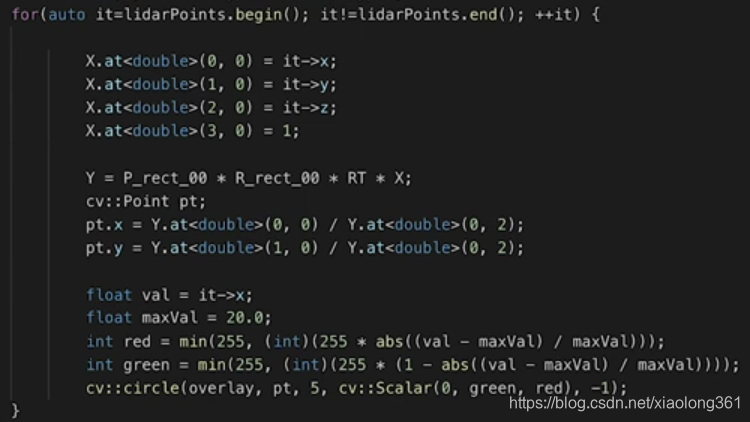 for(auto it=lidarPoints.begin(); it!=lidarPoints.end(); ++it) {
X.at<double>(0, 0) = it->x;
X.at<double>(1, 0) = it->y;
X.at<double>(2, 0) = it->z;
X.at<double>(3, 0) = 1;
Y = P_rect_00 * R_rect_00 * RT * X;
cv::Point pt;
pt.x = Y.at<double>(0, 0) / Y.at<double>(0, 2);
pt.y = Y.at<double>(1, 0) / Y.at<double>(0, 2);
float val = it->x;
float maxVal = 20.0;
int red = min(255, (int)(255 * abs((val - maxVal) / maxVal)));
int green = min(255, (int)(255 * (1 - abs((val - maxVal) / maxVal))));
cv::circle(overlay, pt, 5, cv::Scalar(0, green, red), -1);
}
https://blog.csdn.net/xiaolong361